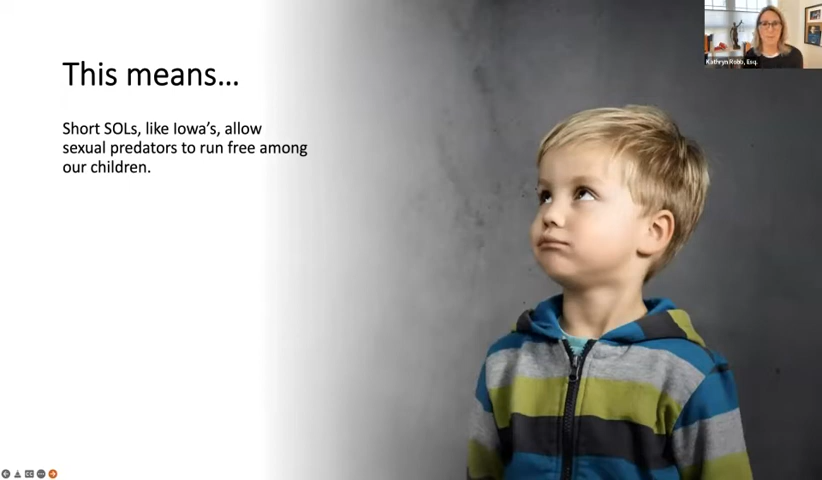 This means...
Short SOLs, like Iowa's, allow
sexual predators to run free among
our children.
Kathryn Robb, Esq.